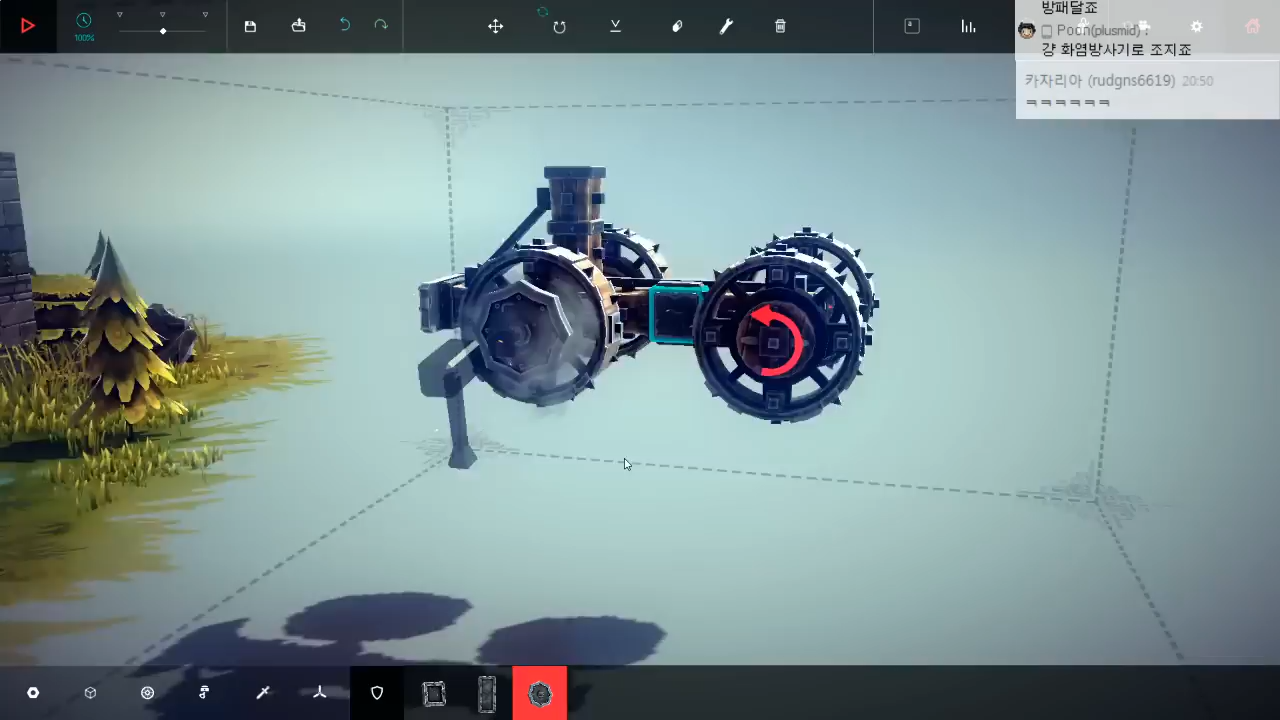 방패달죠
Poon(plusmid) :
걍 화염방사기로 조지죠
카자리아 (rudgns6619) 20:50
ㅋㅋㅋㅋㅋㅋ
100%